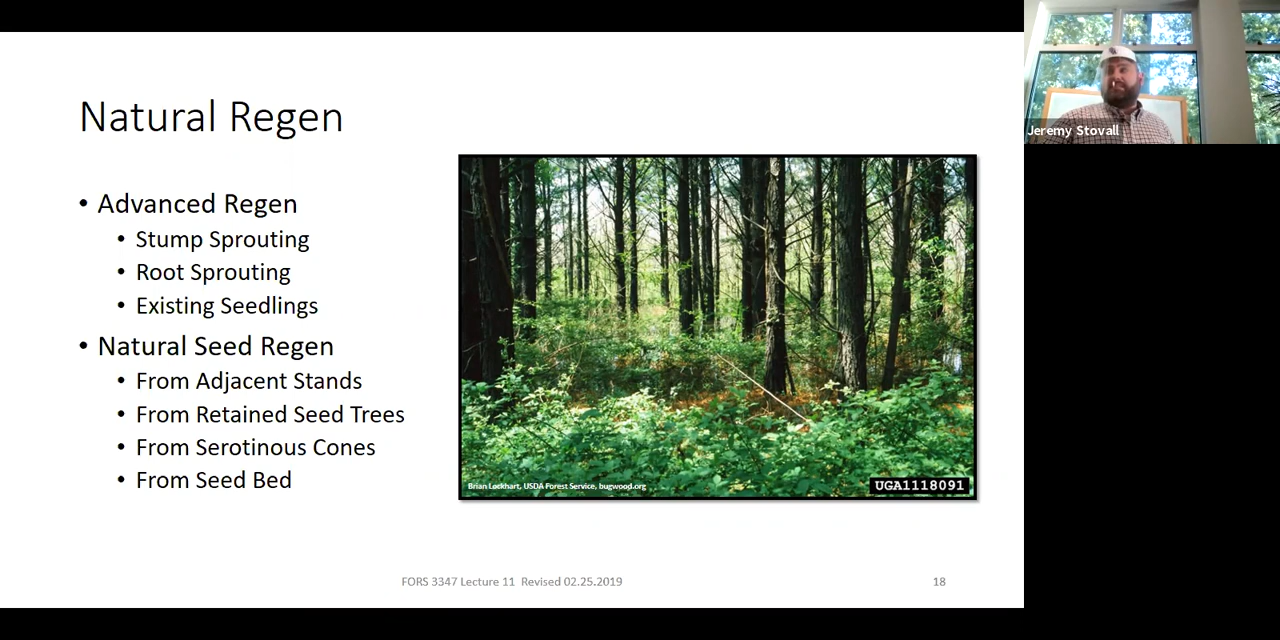 Natural Regen
• Advanced Regen
• Stump Sprouting
• Root Sprouting
• Existing Seedlings
• Natural Seed Regen
• From Adjacent Stands
• From Retained Seed Trees
• From Serotinous Cones
• From Seed Bed
Brian Lockhart, USDA Forest Service, bugwood.org
UGA1118091
FORS 3347 Lecture 11 Revised 02.25.2019
18
Jeremy Stovall